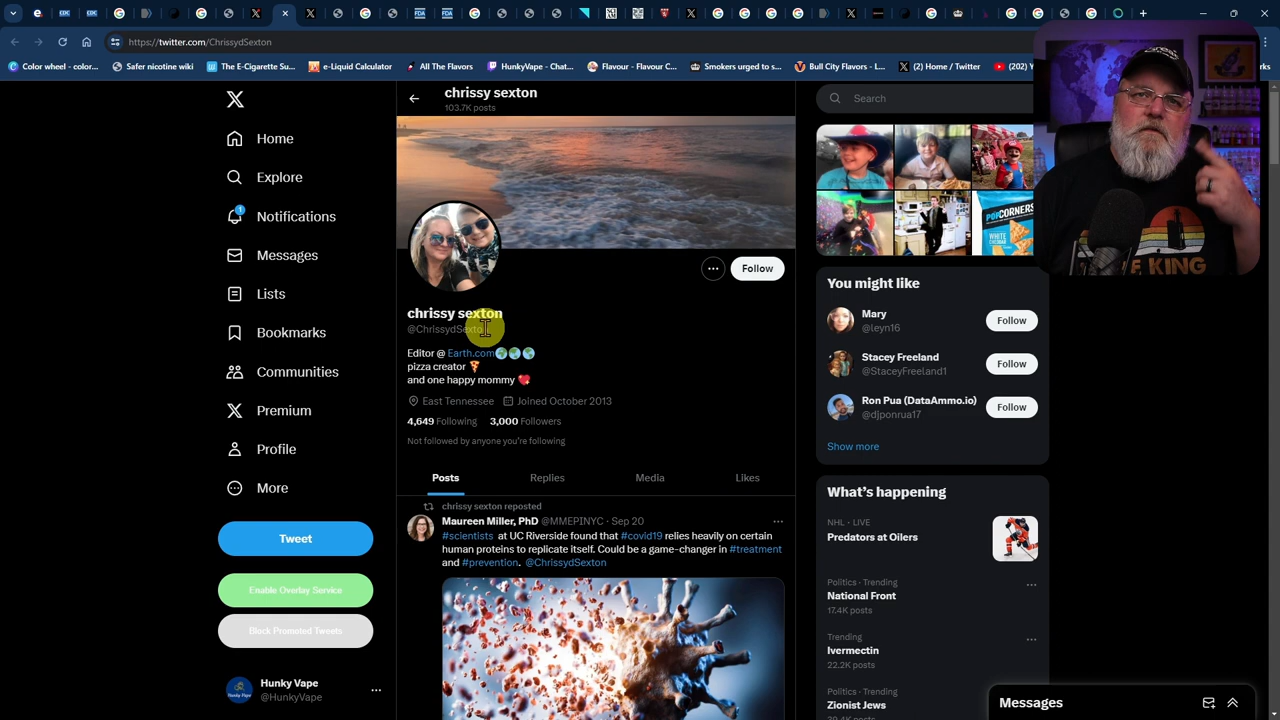 https://twitter.com/ChrissydSexton
Color wheel - color...
Safer nicotine wiki
The E-Cigarette Su...
e-Liquid Calculator
All The Flavors
HunkyVape - Chat...
Flavour - Flavour C...
Smokers urged to s...
Bull City Flavors - L...
(2) Home / Twitter
(202) Y
ks
chrissy sexton
103.7K posts
Search
Home
Explore
1
Notifications
Messages
Lists
Bookmarks
Communities
Premium
Profile
More
Tweet
Enable Overlay Service
Block Promoted Tweets
Hunky Vape
@HunkyVape
Follow
chrissy sexton
@ChrissydSexton
Editor @ Earth.com🌍🌎🌏
pizza creator 🍕
and one happy mommy 💖
East Tennessee Joined October 2013
4,649 Following 3,000 Followers
Not followed by anyone you're following
Posts Replies Media Likes
chrissy sexton reposted
Maureen Miller, PhD @MMEPINYC · Sep 20
#scientists at UC Riverside found that #covid19 relies heavily on certain
human proteins to replicate itself. Could be a game-changer in #treatment
and #prevention. @ChrissydSexton
POPCORNERS
WHITE
CHEDDAR
You might like
Mary
@leyn16
Follow
Stacey Freeland
@StaceyFreeland1
Follow
Ron Pua (DataAmmo.io)
@djponrua17
Follow
Show more
What's happening
NHL · LIVE
Predators at Oilers
Politics · Trending
National Front
17.4K posts
Trending
Ivermectin
22.2K posts
Politics · Trending
Zionist Jews
Messages
KING